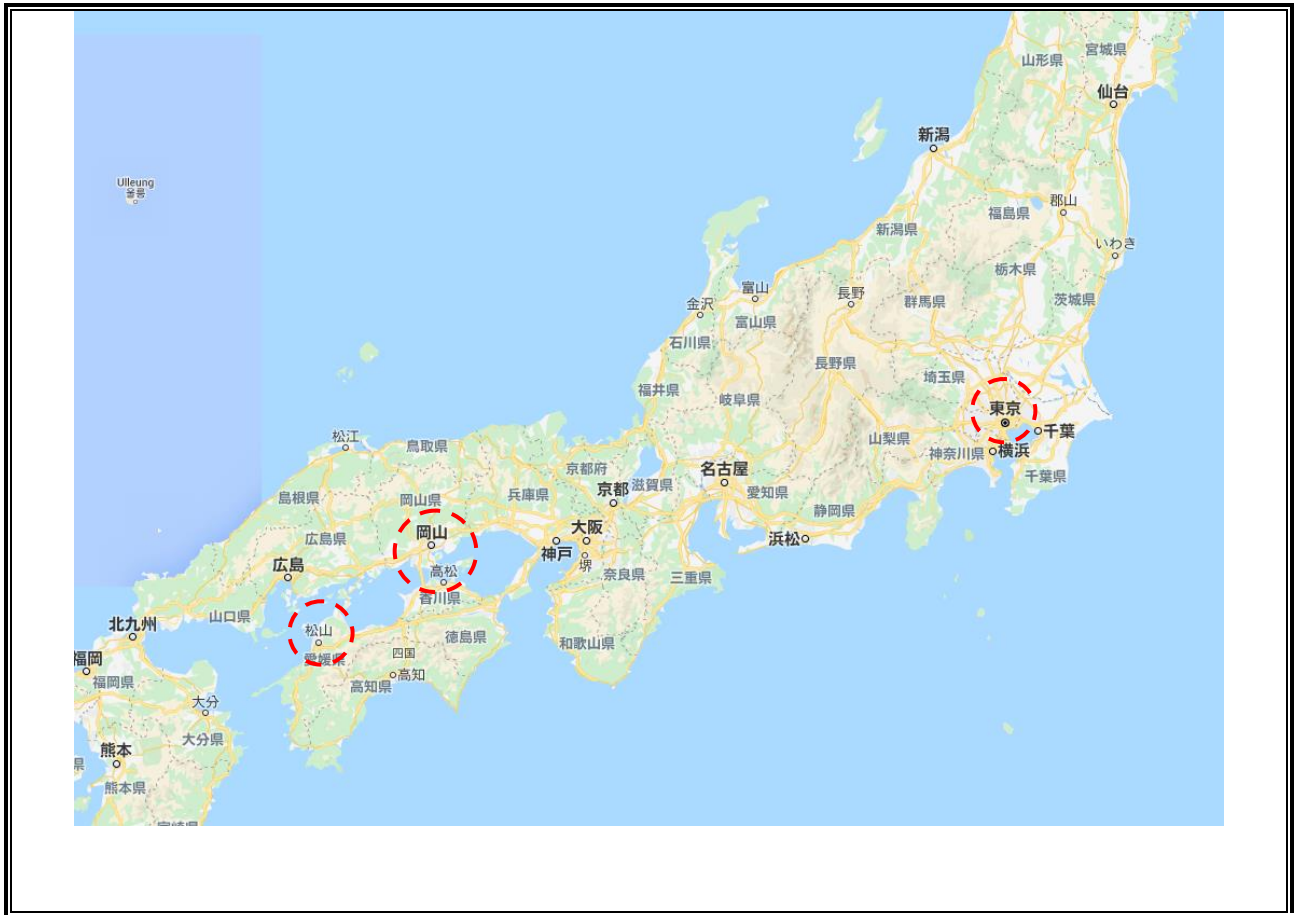 宮城県
山形県
仙台
新潟
Ulleung
울릉
郡山
福島県
新潟県
いわき
栃木県
富山
長野
群馬県
茨城県
金沢
富山県
石川県
長野県
埼玉県
福井県
岐阜県
東京
千葉
松江
鳥取県
山梨県
神奈川県
横浜
京都府
名古屋
千葉県
島根県
岡山県
兵庫県
京都
滋賀県
愛知県
静岡県
岡山
大阪
広島県
神戸
浜松
広島
高松
堺
奈良県
三重県
香川県
山口県
北九州
松山
徳島県
和歌山県
四国
福岡
愛媛県
高知
福岡県
高知県
大分
大分県
熊本
県
熊本県
宮崎県